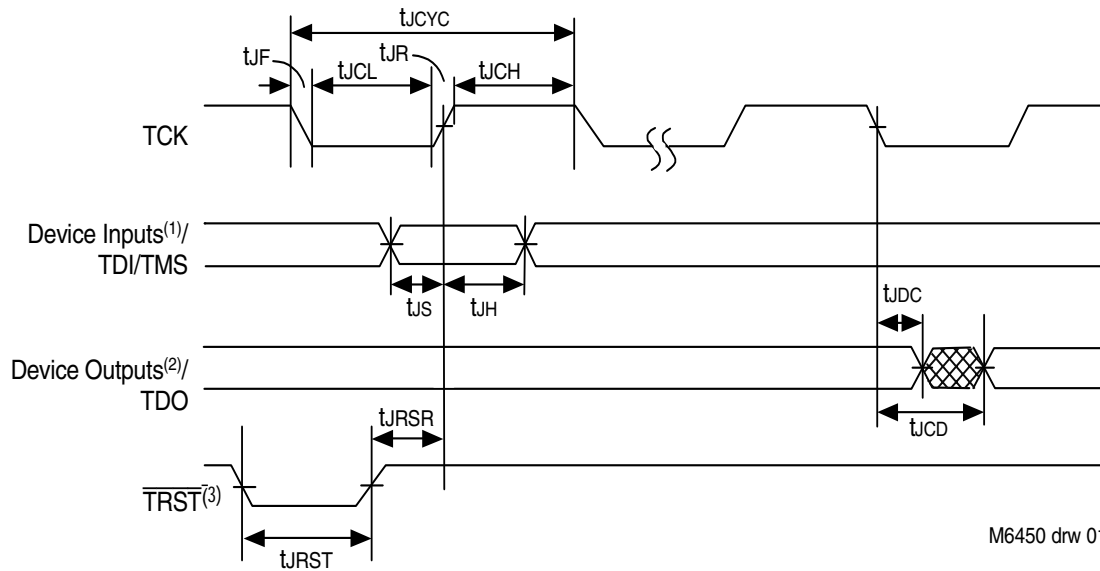 tJCYC
tJF
tJR
tJCL
tJCH
TCK
Device Inputs(1)/
TDI/TMS
tJS
tJH
tJDC
Device Outputs(2)/
TDO
tJRSR
tJCD
TRST(3)
tJRST
M6450 drw 01